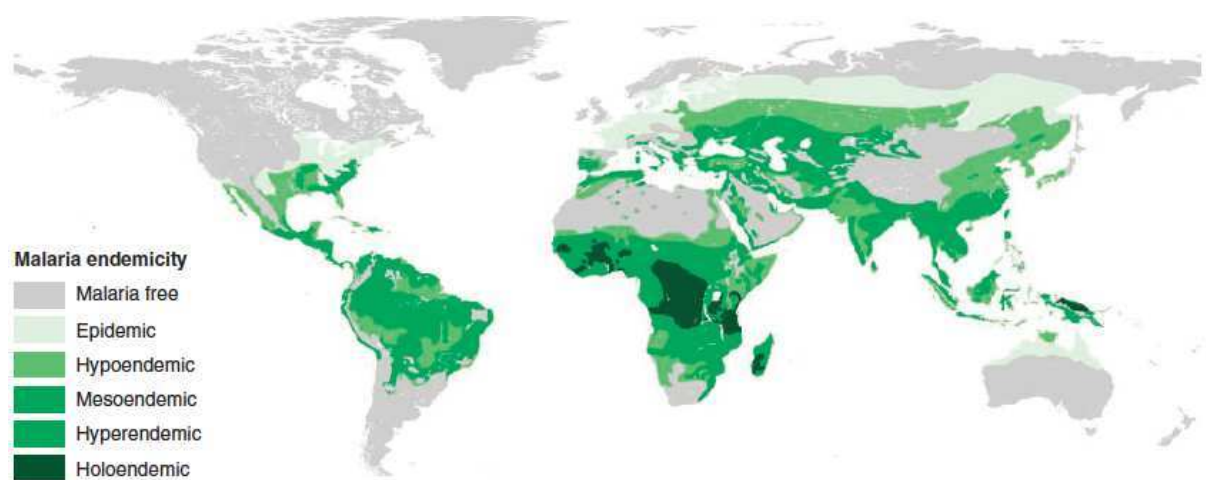 Malaria endemicity
Malaria free
Epidemic
Hypoendemic
Mesoendemic
Hyperendemic
Holoendemic